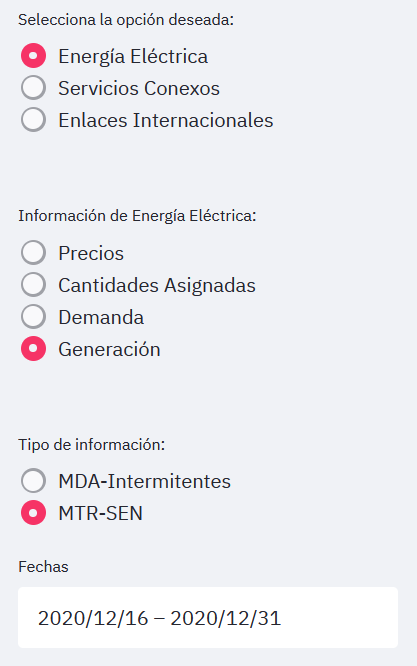 Selecciona la opción deseada:
Energía Eléctrica
Servicios Conexos
Enlaces Internacionales
Información de Energía Eléctrica:
Precios
Cantidades Asignadas
Demanda
Generación
Tipo de información:
MDA-Intermitentes
MTR-SEN
Fechas
2020/12/16 – 2020/12/31